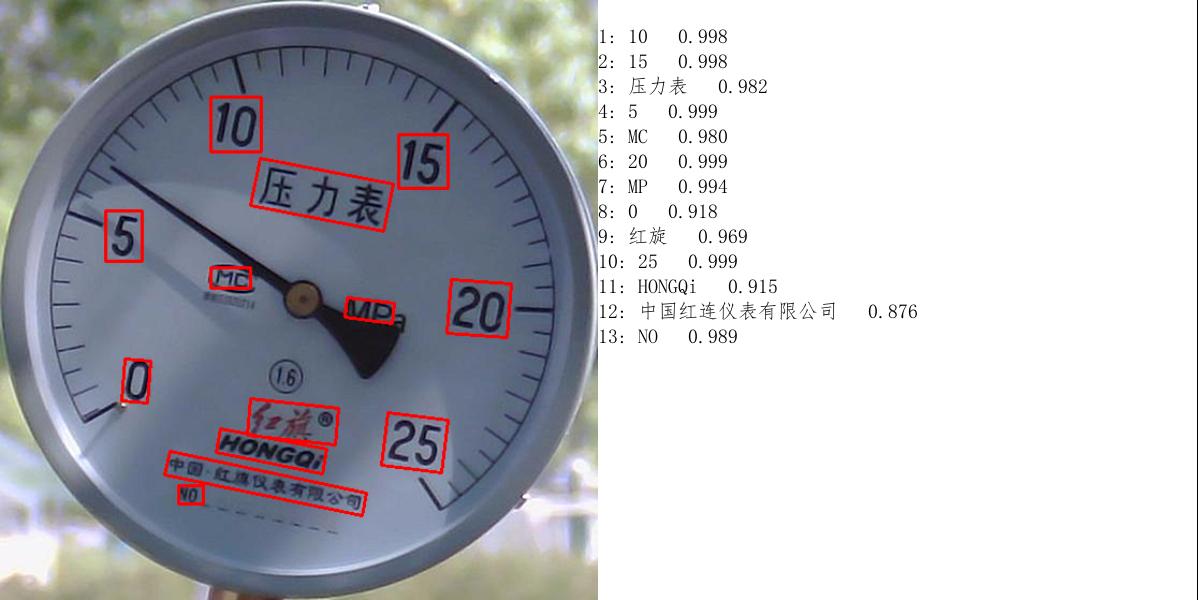 10
15
压力表
5
MC
20
MPa
0
1.6
红旗®
25
HONGQi
中国·红旗仪表有限公司
NO
1: 10 0.998
2: 15 0.998
3: 压力表 0.982
4: 5 0.999
5: MC 0.980
6: 20 0.999
7: MP 0.994
8: 0 0.918
9: 红旋 0.969
10: 25 0.999
11: HONGQi 0.915
12: 中国红连仪表有限公司 0.876
13: NO 0.989